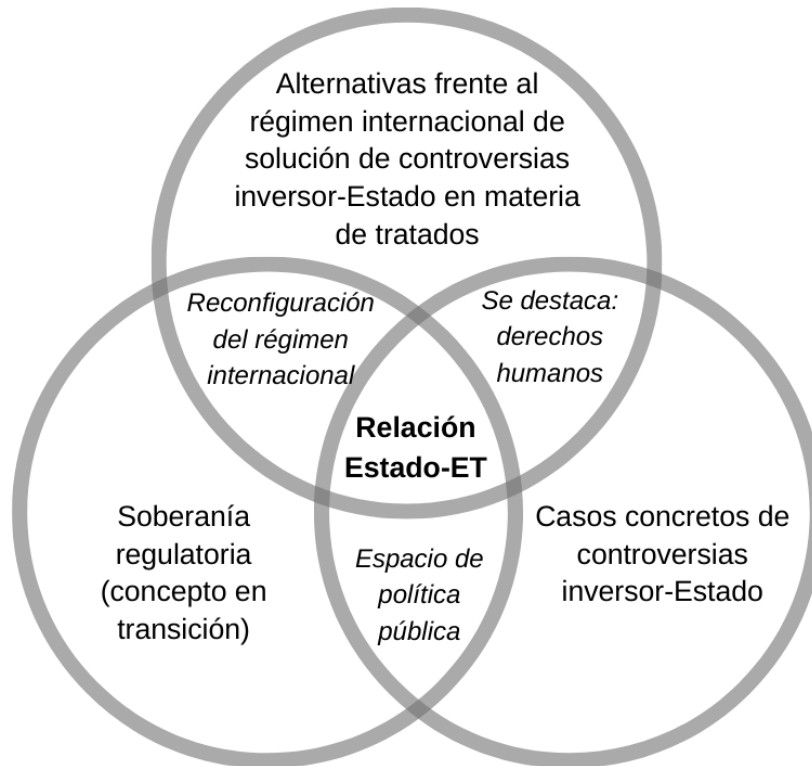 Alternativas frente al
régimen internacional de
solución de controversias
inversor-Estado en materia
de tratados
Reconfiguración
del régimen
internacional
Se destaca:
derechos
humanos
Relación
Estado-ET
Soberanía
regulatoria
(concepto en
transición)
Espacio de
política
pública
Casos concretos de
controversias
inversor-Estado